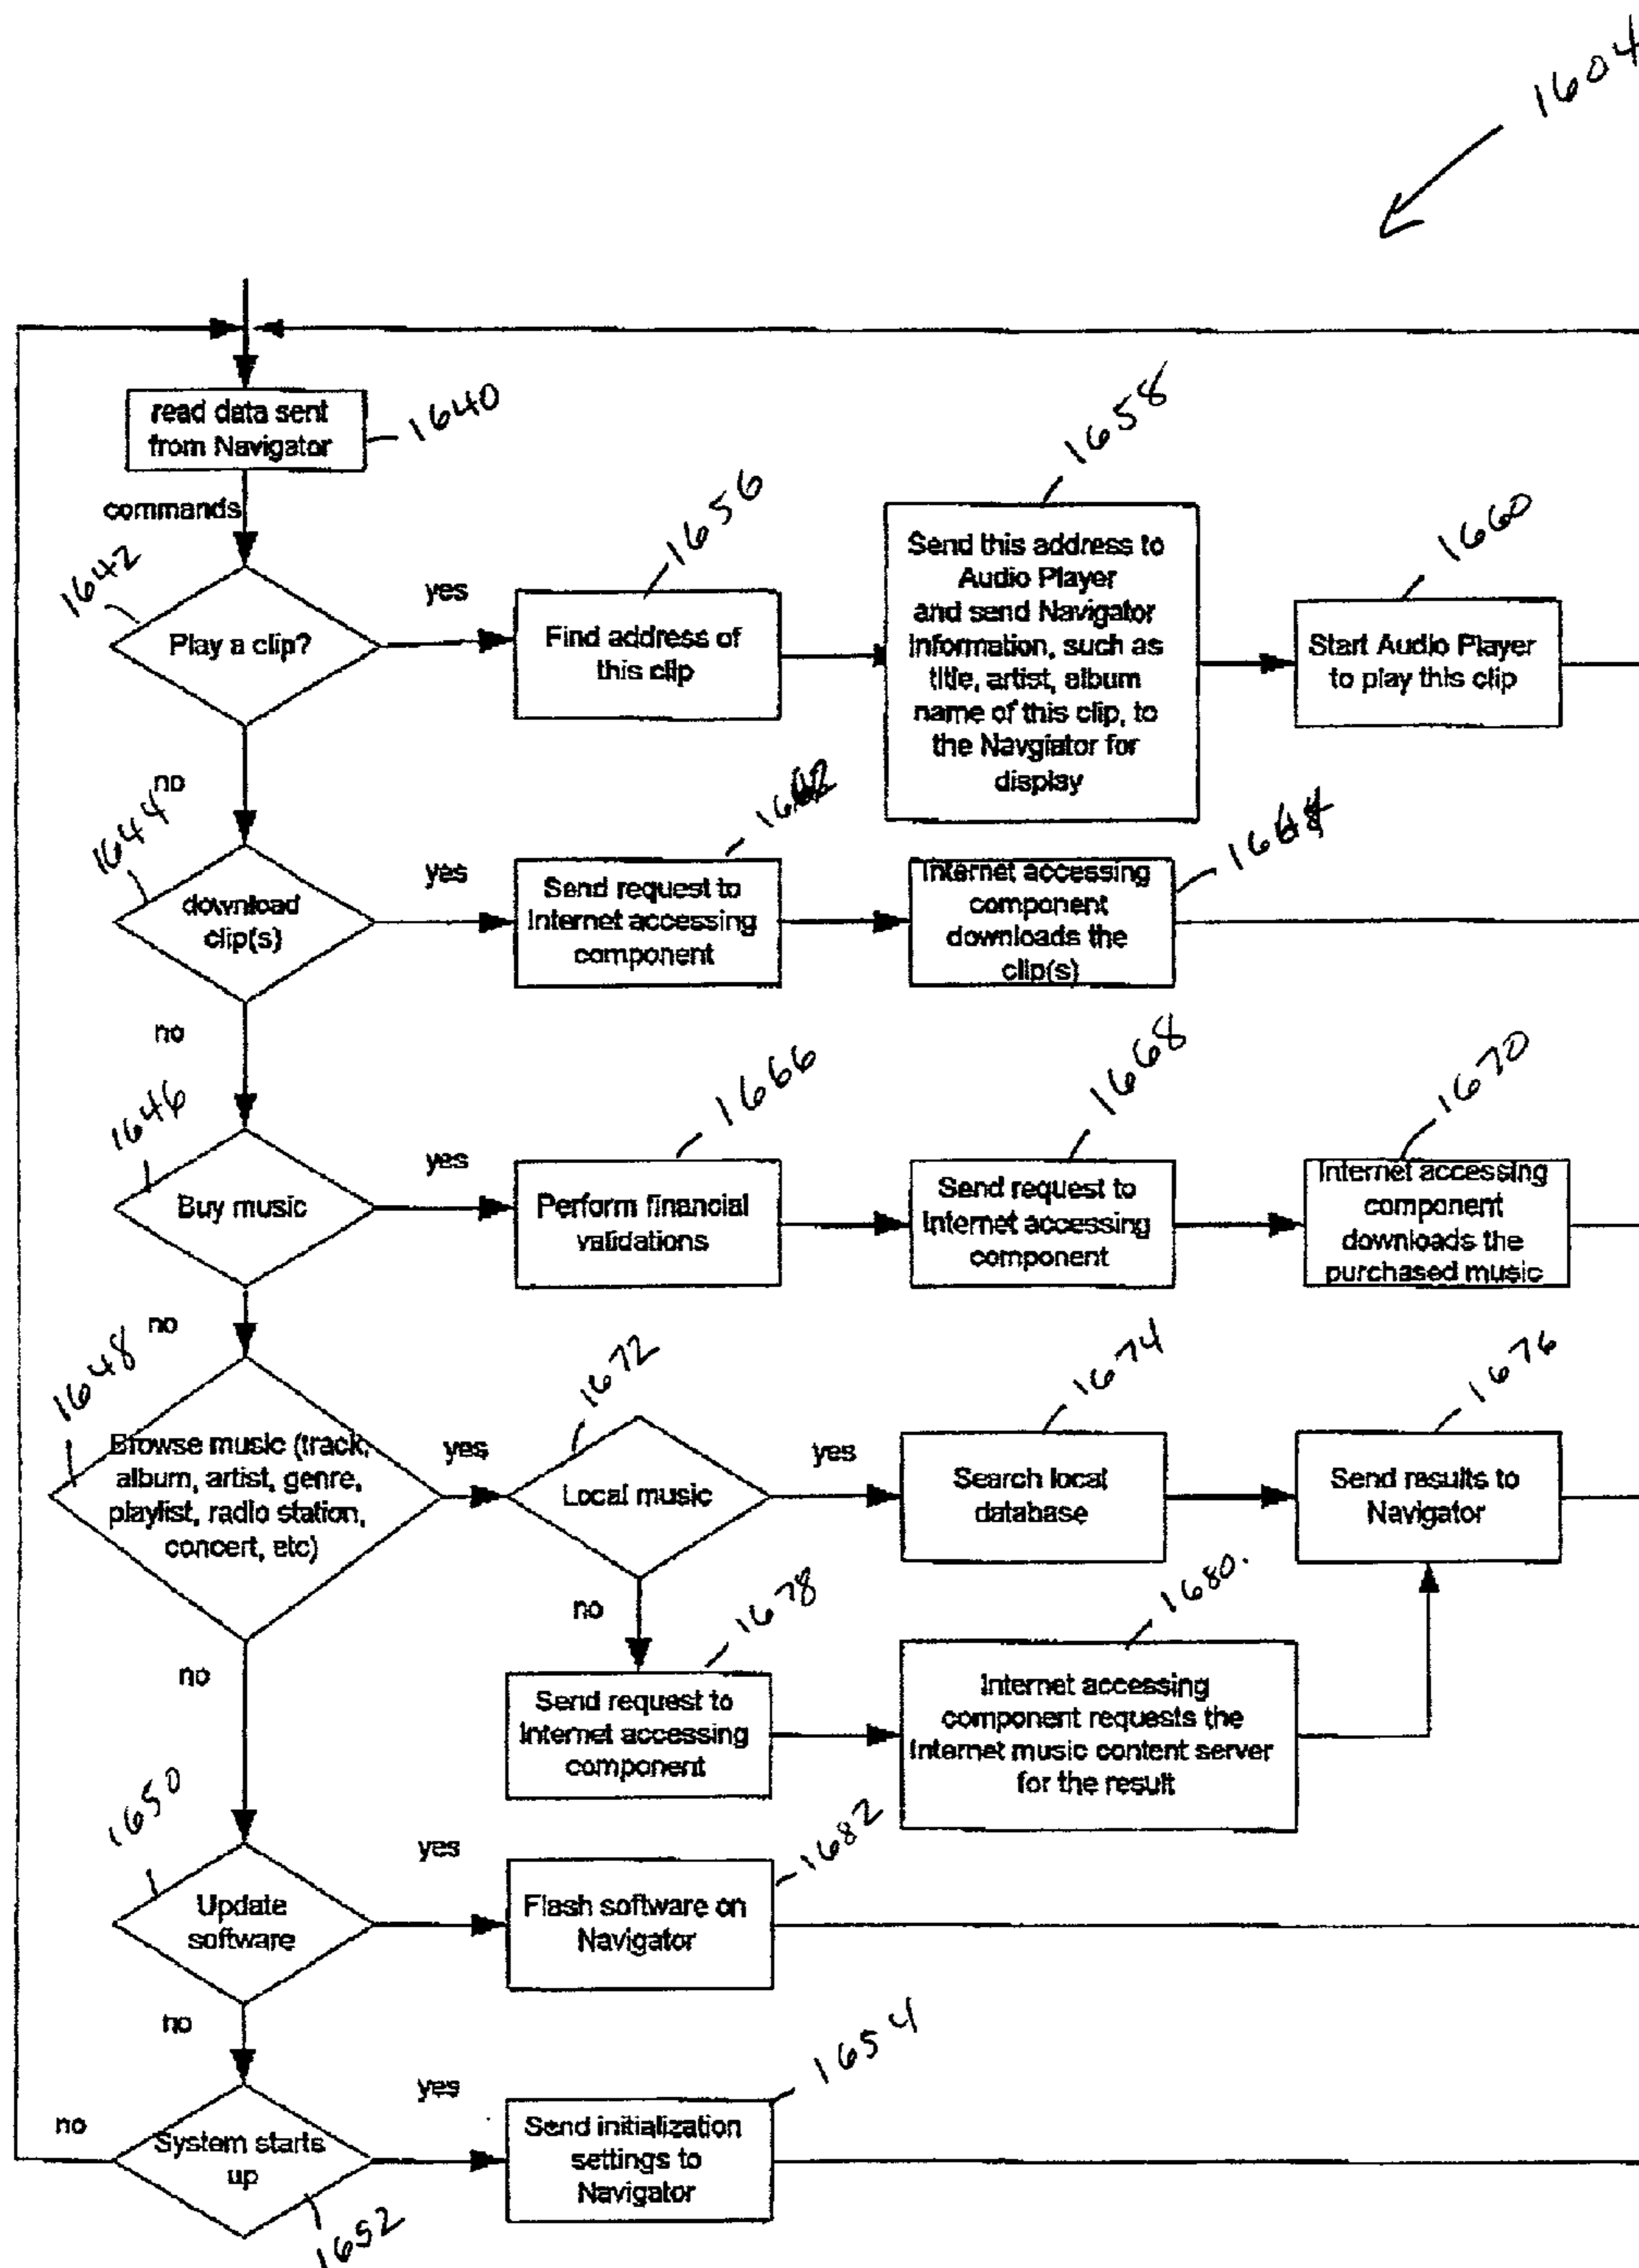 1604
read data sent
from Navigator
1640
commands
1642
Play a clip?
yes
1656
Find address of
this clip
1658
Send this address to
Audio Player
and send Navigator
Information, such as
title, artist, album
name of this clip, to
the Navgiator for
display
1660
Start Audio Player
to play this clip
no
1644
download
clip(s)
yes
1662
Send request to
Internet accessing
component
1664
Internet accessing
component
downloads the
clip(s)
no
1646
Buy music
yes
1666
Perform financial
validations
1668
Send request to
Internet accessing
component
1670
Internet accessing
component
downloads the
purchased music
no
1648
Browse music (track,
album, artist, genre,
playlist, radio station,
concert, etc)
yes
1672
Local music
yes
1674
Search local
database
1676
Send results to
Navigator
no
1678
Send request to
Internet accessing
component
1680.
Internet accessing
component requests the
Internet music content server
for the result
no
1650
Update
software
yes
1682
Flash software on
Navigator
no
System starts
up
1652
no
yes
1654
Send initialization
settings to
Navigator